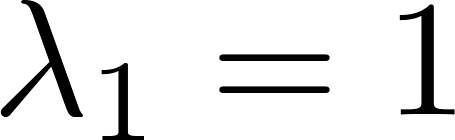 λ₁ = 1